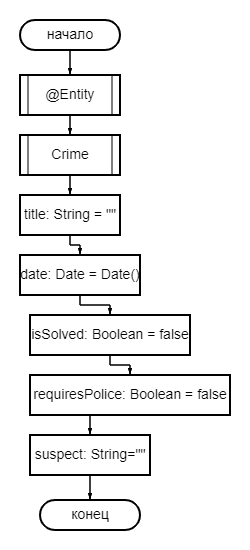 начало
@Entity
Crime
title: String = ""
date: Date = Date()
isSolved: Boolean = false
requiresPolice: Boolean = false
suspect: String=""
конец